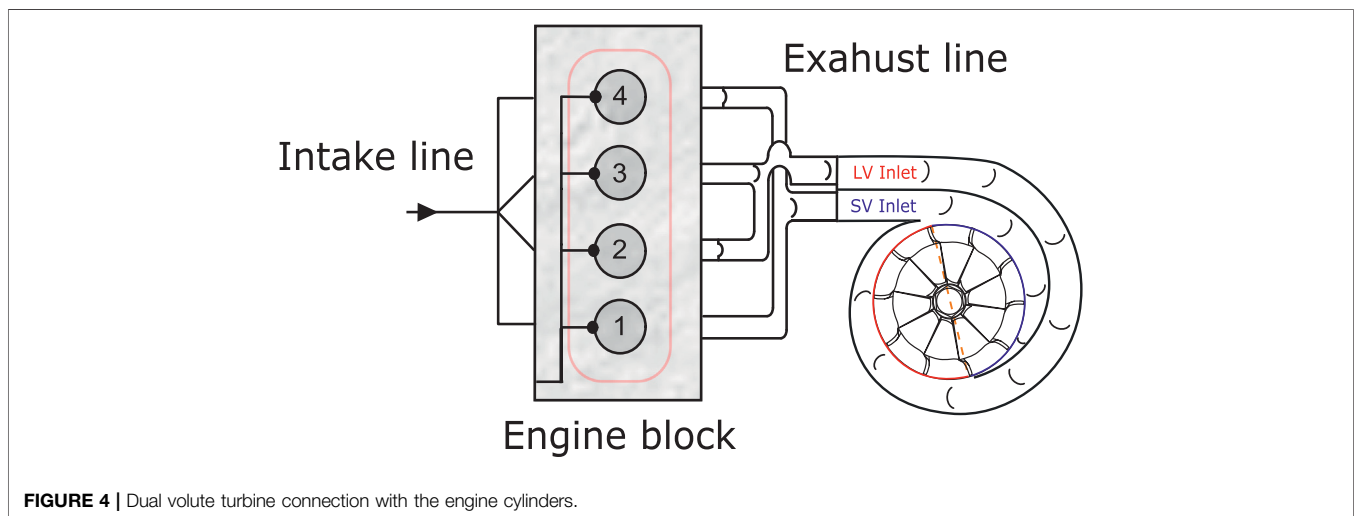 Exahust line
Intake line
4
3
2
1
LV Inlet
SV Inlet
Engine block
FIGURE 4 | Dual volute turbine connection with the engine cylinders.